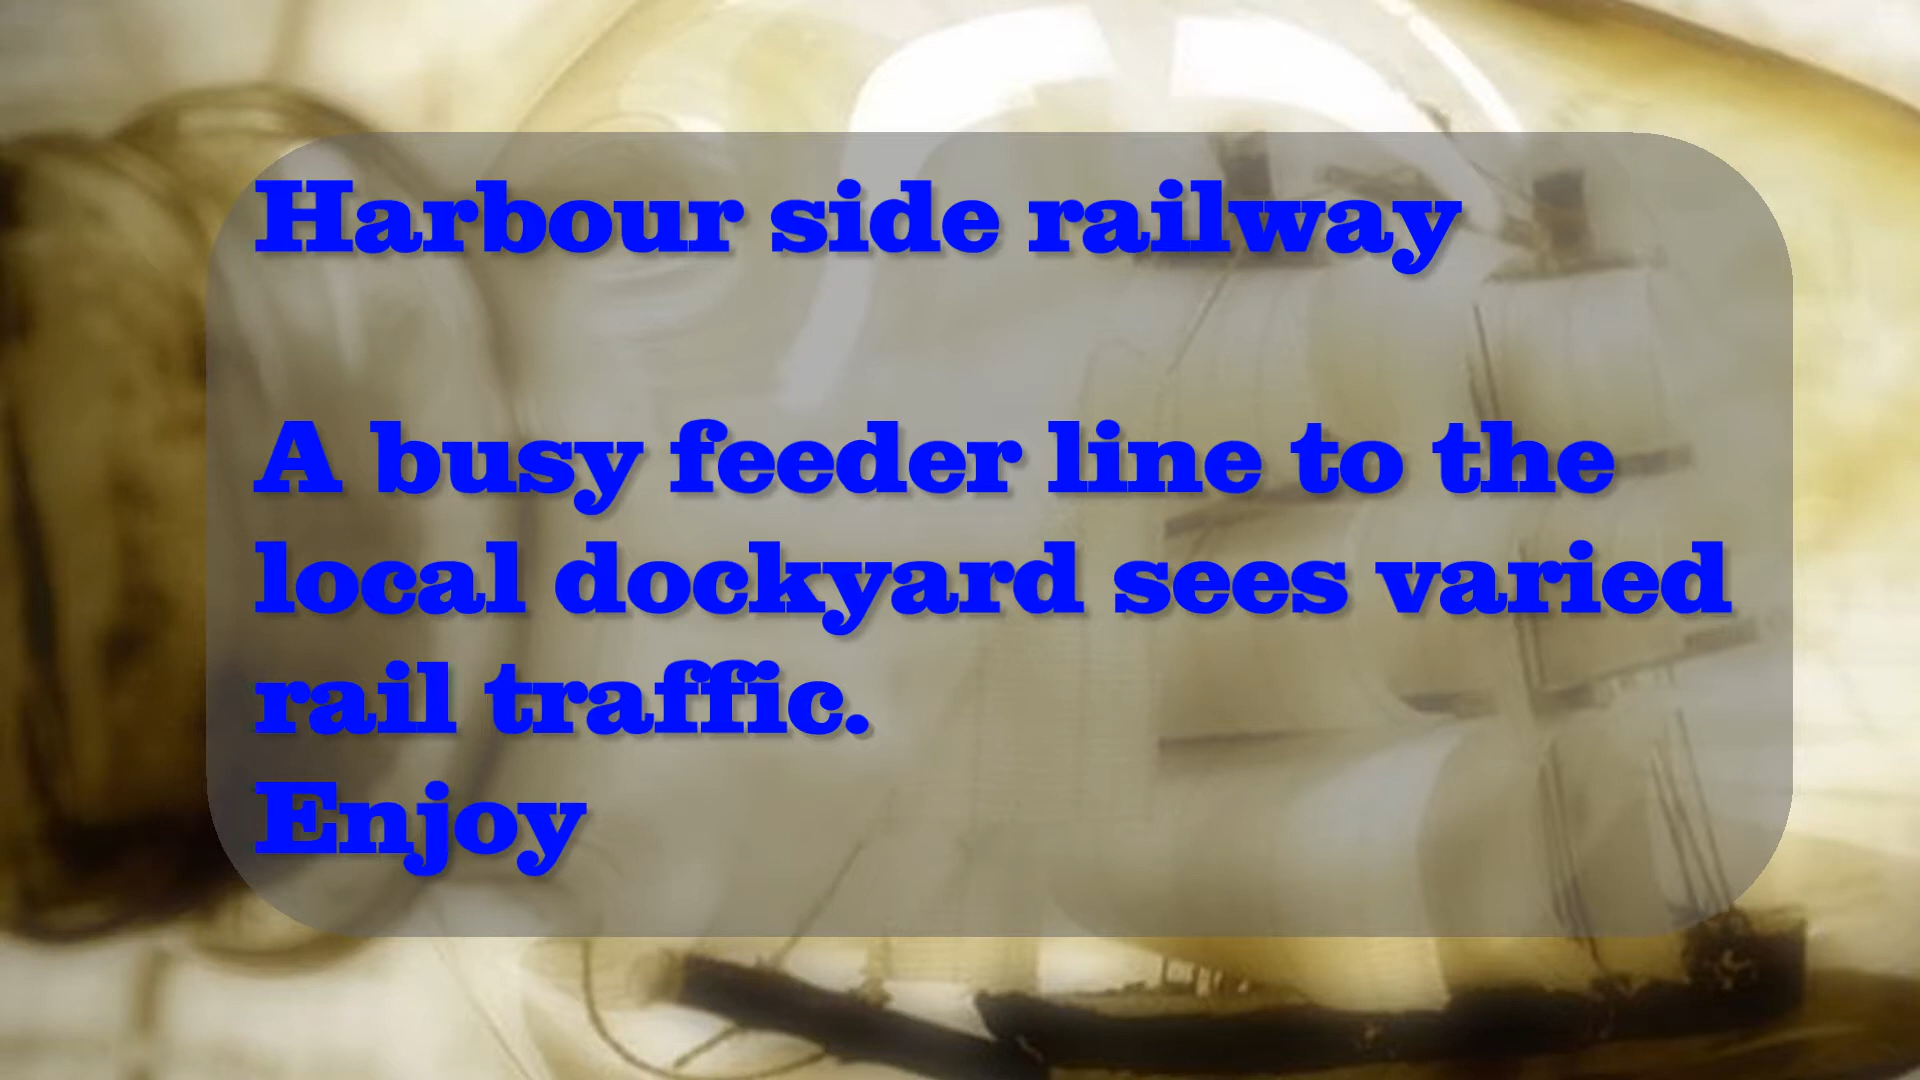 Harbour side railway
A busy feeder line to the
local dockyard sees varied
rail traffic.
Enjoy